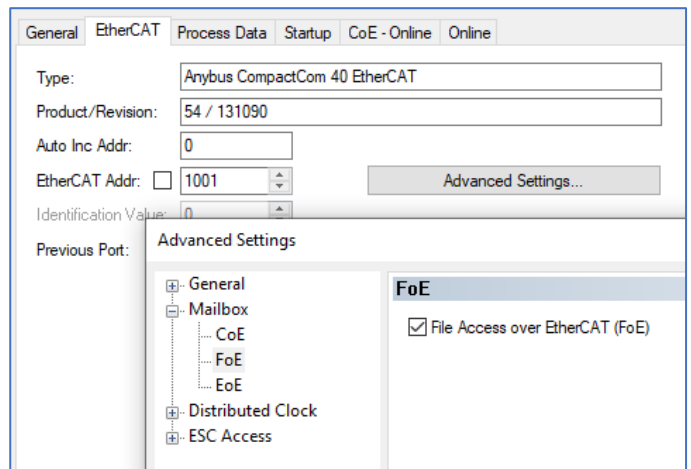 General EtherCAT Process Data Startup CoE - Online Online
Type: Anybus CompactCom 40 EtherCAT
Product/Revision: 54 / 131090
Auto Inc Addr: 0
EtherCAT Addr: 1001 Advanced Settings...
Identification Value: 0
Previous Port:
Advanced Settings
General
Mailbox
CoE
FoE
EoE
Distributed Clock
ESC Access
FoE
File Access over EtherCAT (FoE)